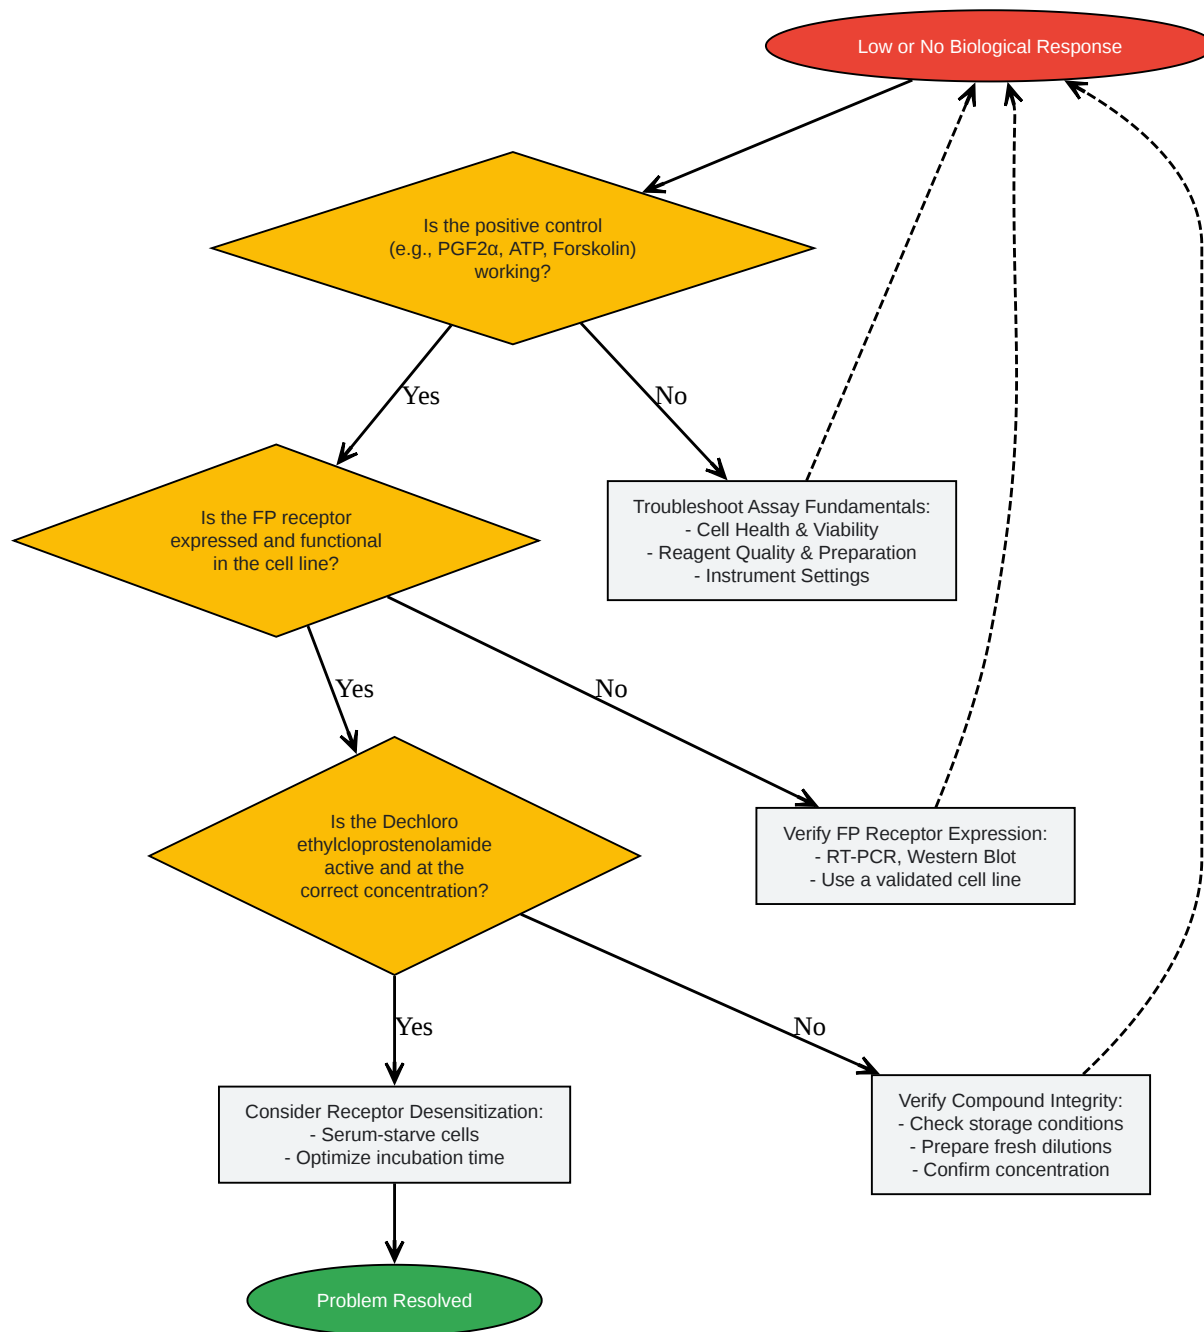 Low or No Biological Response
Is the positive control
(e.g., PGF2α, ATP, Forskolin)
working?
Yes
No
Is the FP receptor
expressed and functional
in the cell line?
Troubleshoot Assay Fundamentals:
- Cell Health & Viability
- Reagent Quality & Preparation
- Instrument Settings
Yes
No
Is the Dechloro
ethylcloprostenolamide
active and at the
correct concentration?
Verify FP Receptor Expression:
- RT-PCR, Western Blot
- Use a validated cell line
Yes
No
Consider Receptor Desensitization:
- Serum-starve cells
- Optimize incubation time
Verify Compound Integrity:
- Check storage conditions
- Prepare fresh dilutions
- Confirm concentration
Problem Resolved